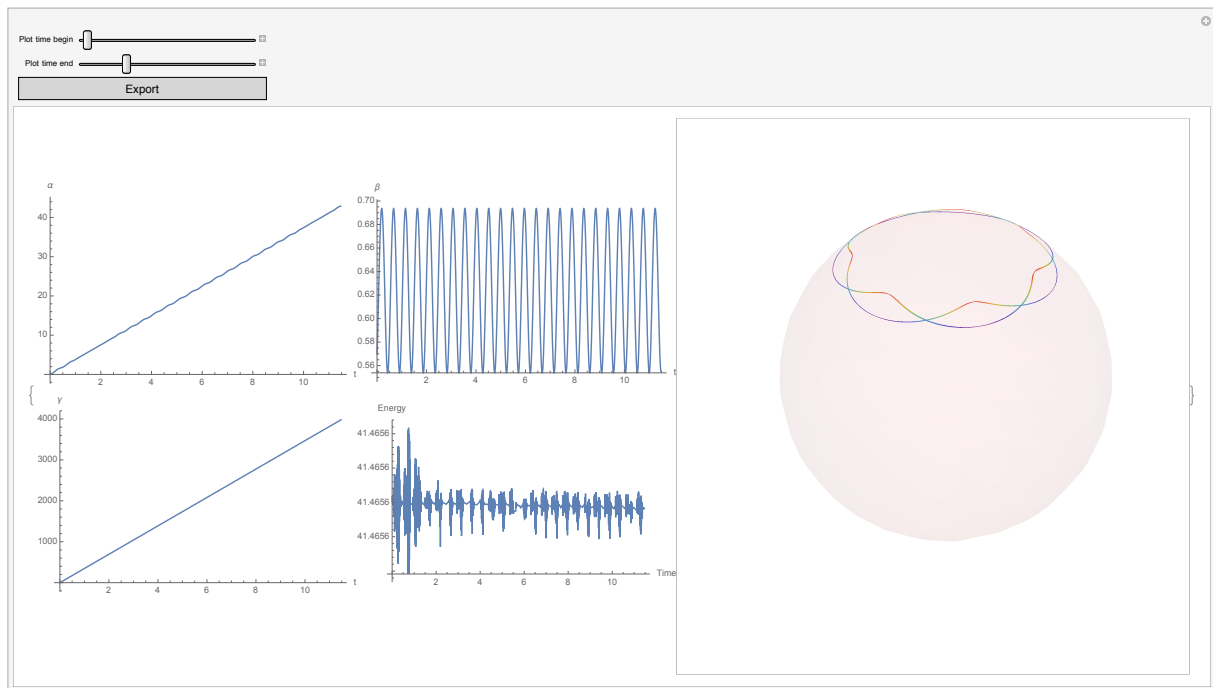 Plot time begin
Plot time end
Export
α
40
30
20
10
2 4 6 8 10 t
β
0.70
0.68
0.66
0.64
0.62
0.60
0.58
0.56
2 4 6 8 10 t
{
γ
4000
3000
2000
1000
2 4 6 8 10 t
Energy
41.4656
41.4656
41.4656
41.4656
2 4 6 8 10 Time
}